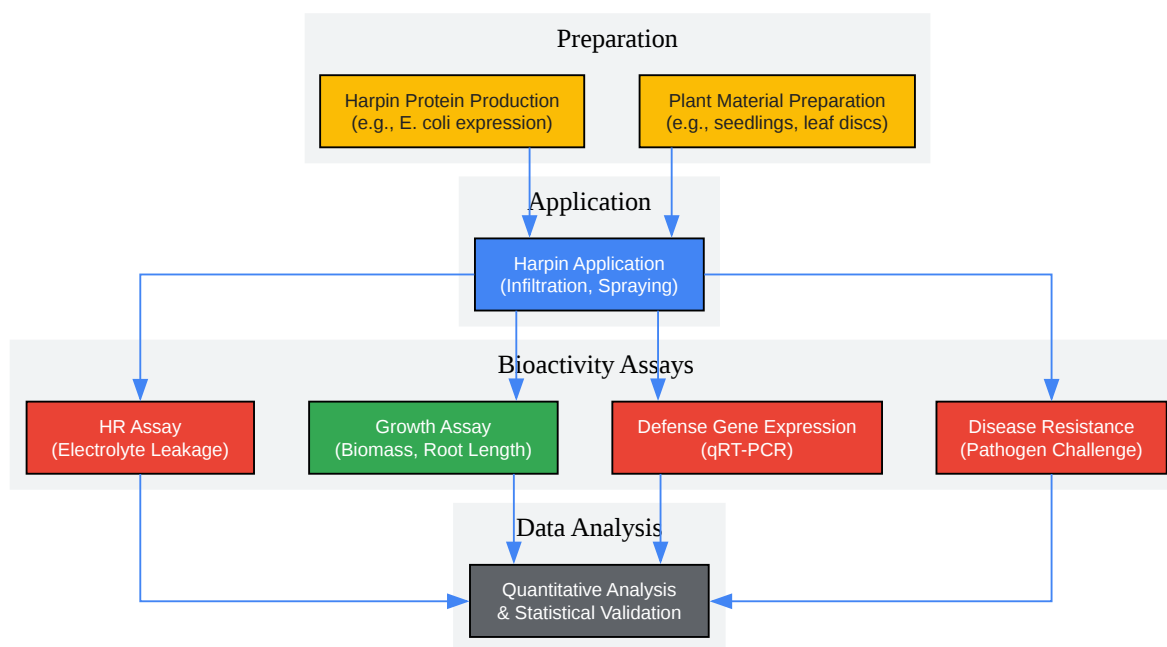 Preparation
Harpin Protein Production
(e.g., E. coli expression)
Plant Material Preparation
(e.g., seedlings, leaf discs)
Application
Harpin Application
(Infiltration, Spraying)
Bioactivity Assays
HR Assay
(Electrolyte Leakage)
Growth Assay
(Biomass, Root Length)
Defense Gene Expression
(qRT-PCR)
Disease Resistance
(Pathogen Challenge)
Data Analysis
Quantitative Analysis
& Statistical Validation